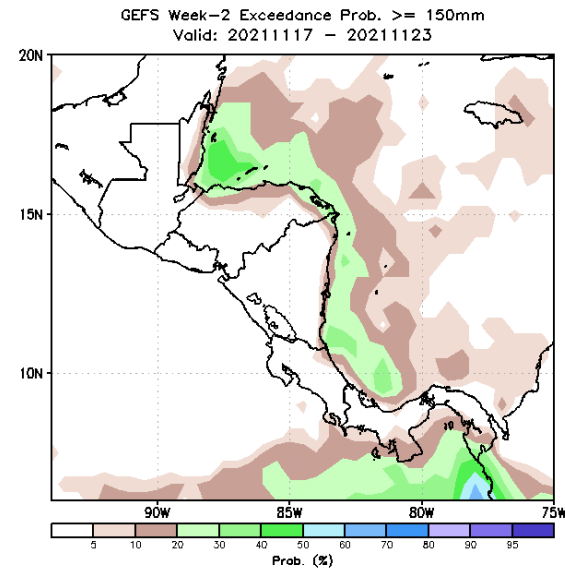 GEFS Week-2 Exceedance Prob. >= 150mm
Valid: 20211117 - 20211123
20N
15N
10N
90W 85W 80W 75W
5 10 20 30 40 50 60 70 80 90 95
Prob. (%)